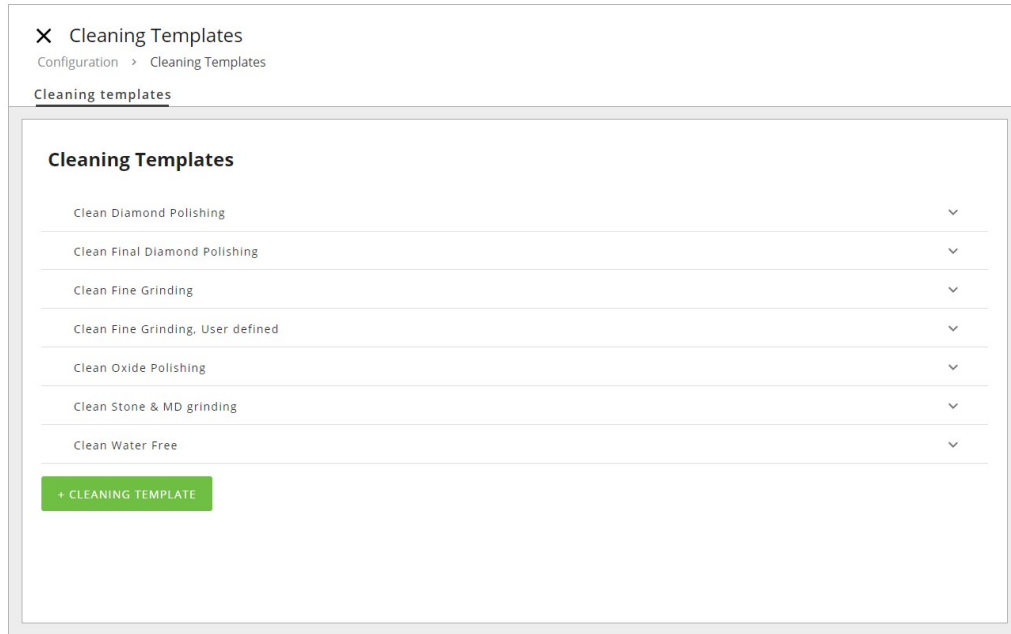 Cleaning Templates
Configuration > Cleaning Templates
Cleaning templates
Cleaning Templates
Clean Diamond Polishing
Clean Final Diamond Polishing
Clean Fine Grinding
Clean Fine Grinding, User defined
Clean Oxide Polishing
Clean Stone & MD grinding
Clean Water Free
+ CLEANING TEMPLATE